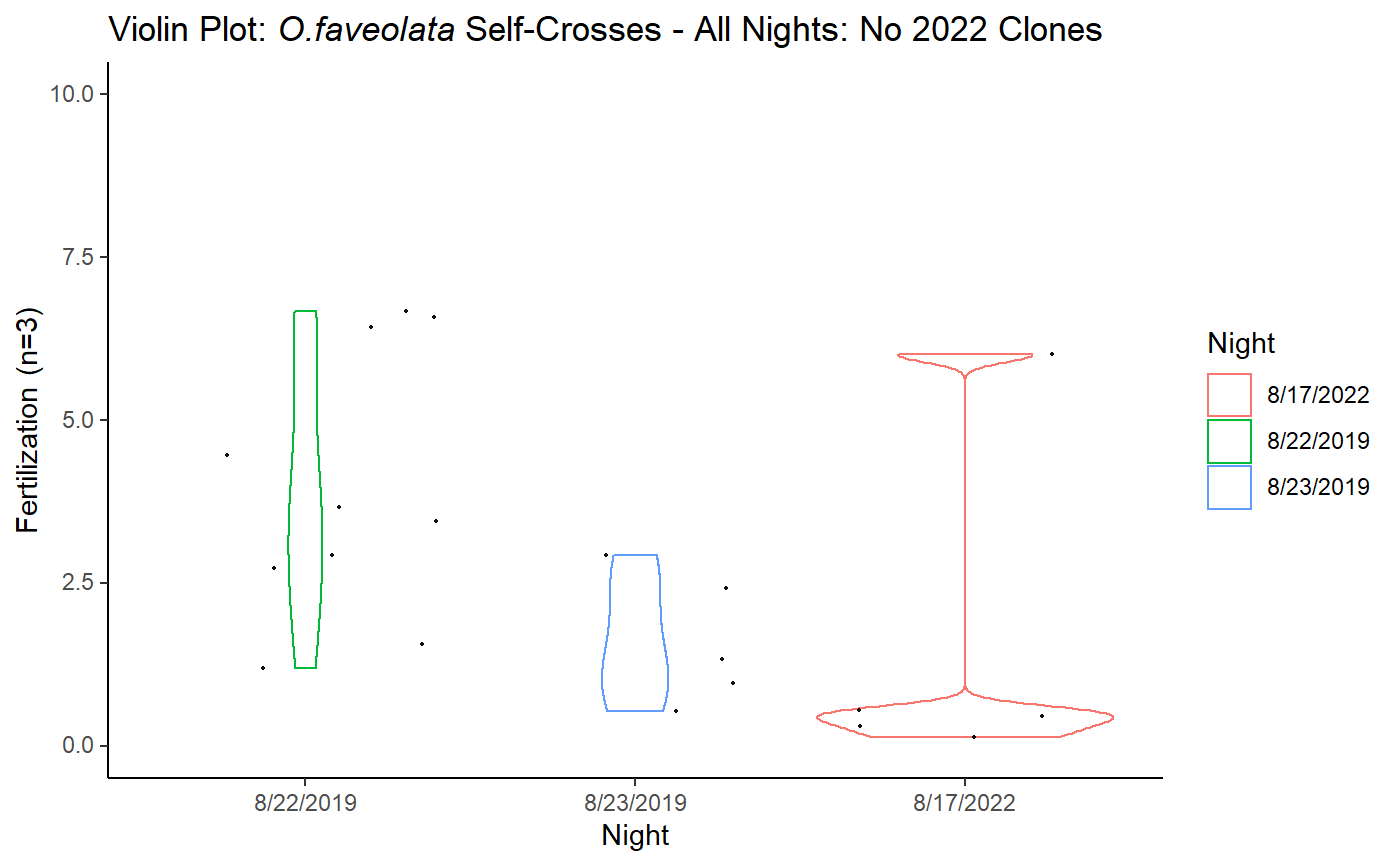 Violin Plot: O.faveolata Self-Crosses - All Nights: No 2022 Clones
10.0
7.5
5.0
2.5
0.0
Fertilization (n=3)
8/22/2019
8/23/2019
8/17/2022
Night
Night
8/17/2022
8/22/2019
8/23/2019